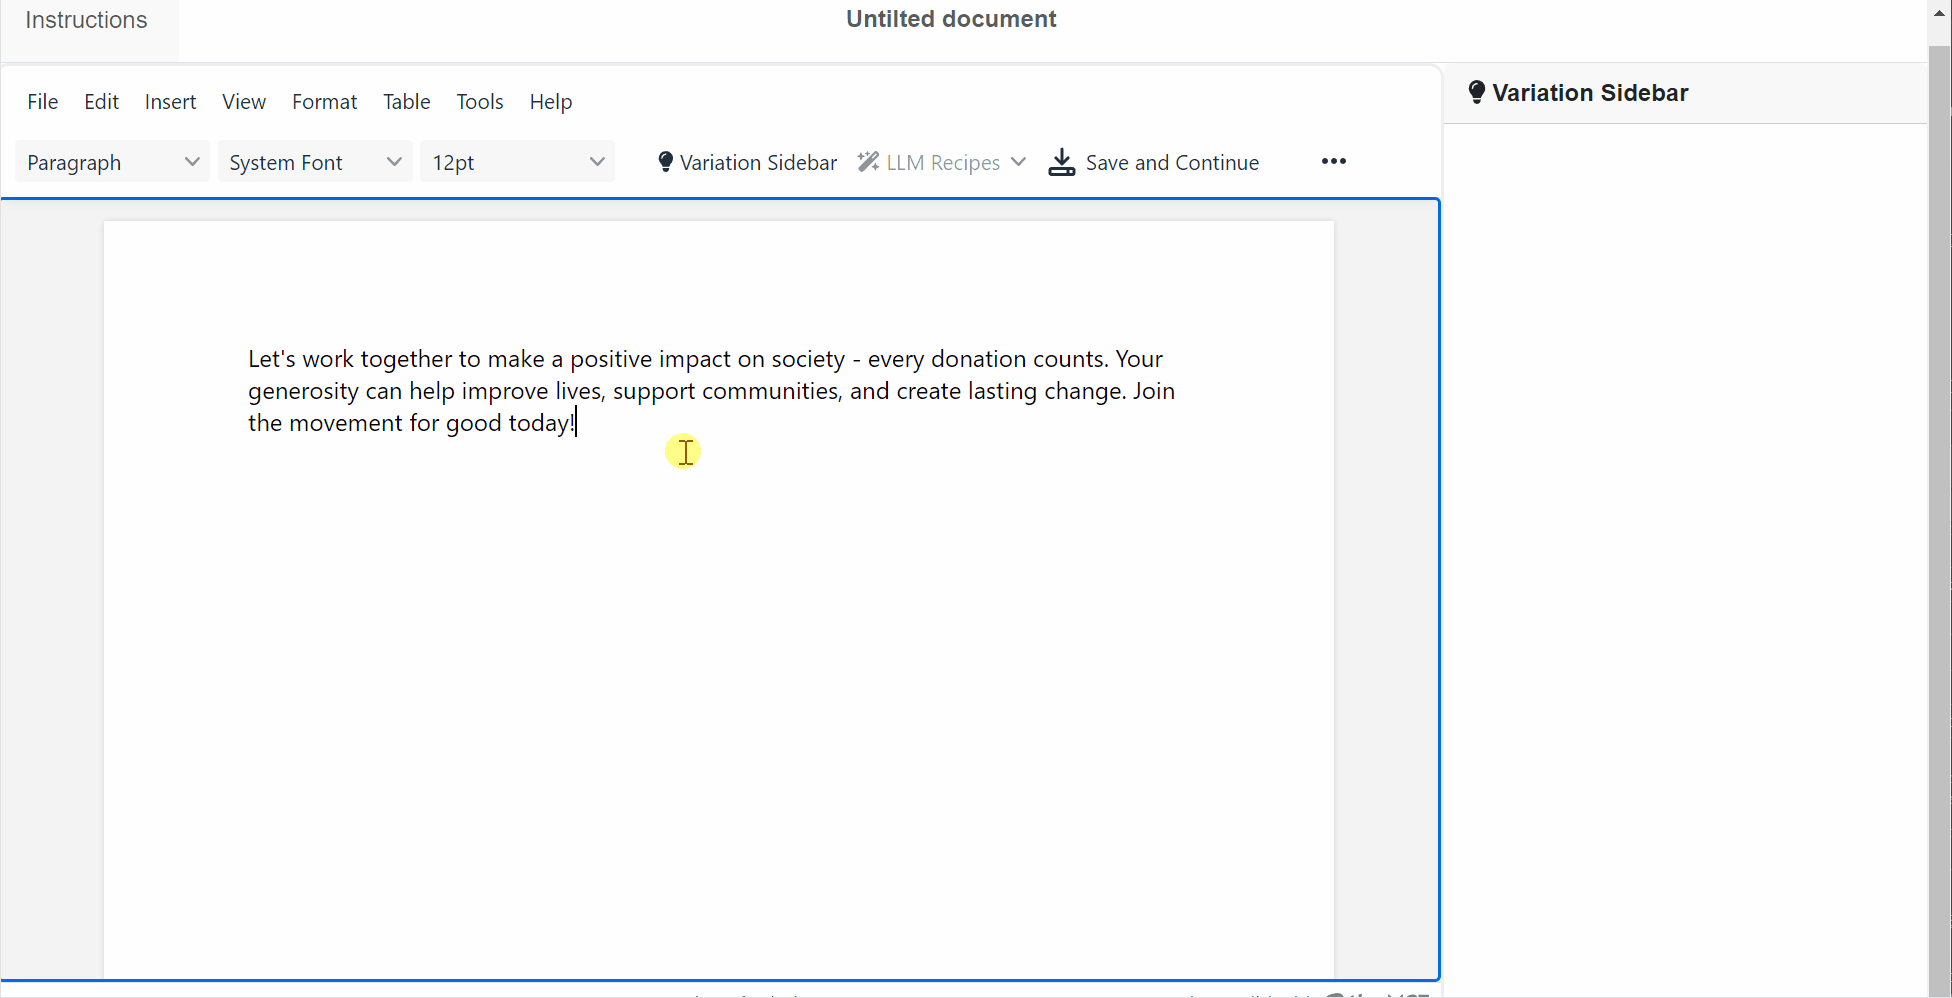 Instructions
Untilted document
File Edit Insert View Format Table Tools Help
Variation Sidebar
Paragraph System Font 12pt Variation Sidebar LLM Recipes Save and Continue
Let's work together to make a positive impact on society - every donation counts. Your
generosity can help improve lives, support communities, and create lasting change. Join
the movement for good today!